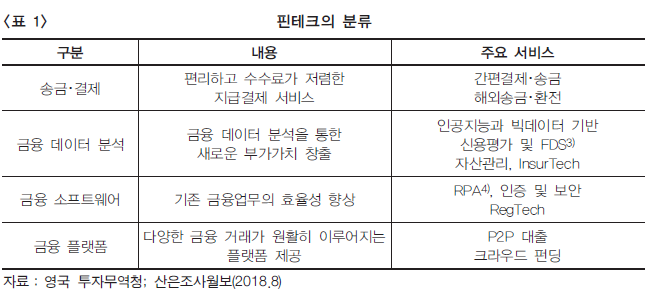 <표 1> 핀테크의 분류
구분 내용 주요 서비스
송금·결제
편리하고 수수료가 저렴한
지급결제 서비스
간편결제·송금
해외송금·환전
금융 데이터 분석
금융 데이터 분석을 통한
새로운 부가가치 창출
인공지능과 빅데이터 기반
신용평가 및 FDS3)
자산관리, InsurTech
금융 소프트웨어
기존 금융업무의 효율성 향상
RPA4), 인증 및 보안
RegTech
금융 플랫폼
다양한 금융 거래가 원활히 이루어지는
플랫폼 제공
P2P 대출
크라우드 펀딩
자료 : 영국 투자무역청; 산은조사월보(2018.8)